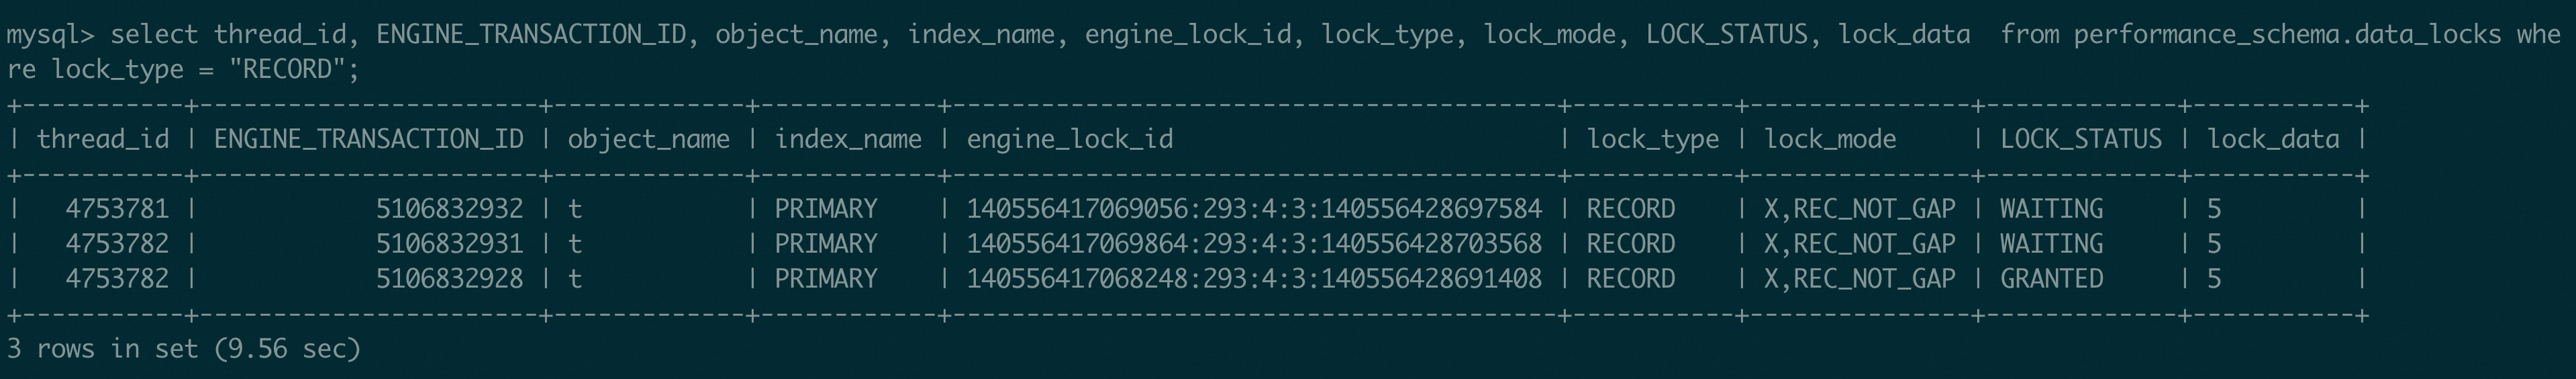 mysql> select thread_id, ENGINE_TRANSACTION_ID, object_name, index_name, engine_lock_id, lock_type, lock_mode, LOCK_STATUS, lock_data  from performance_schema.data_locks whe
re lock_type = "RECORD";
+-----------+-----------------------+-------------+------------+-----------------------------------------+-----------+---------------+-------------+-----------+
| thread_id | ENGINE_TRANSACTION_ID | object_name | index_name | engine_lock_id                          | lock_type | lock_mode     | LOCK_STATUS | lock_data |
+-----------+-----------------------+-------------+------------+-----------------------------------------+-----------+---------------+-------------+-----------+
|   4753781 |            5106832932 | t           | PRIMARY    | 140556417069056:293:4:3:140556428697584 | RECORD    | X,REC_NOT_GAP | WAITING     | 5         |
|   4753782 |            5106832931 | t           | PRIMARY    | 140556417069864:293:4:3:140556428703568 | RECORD    | X,REC_NOT_GAP | WAITING     | 5         |
|   4753782 |            5106832928 | t           | PRIMARY    | 140556417068248:293:4:3:140556428691408 | RECORD    | X,REC_NOT_GAP | GRANTED     | 5         |
+-----------+-----------------------+-------------+------------+-----------------------------------------+-----------+---------------+-------------+-----------+
3 rows in set (9.56 sec)